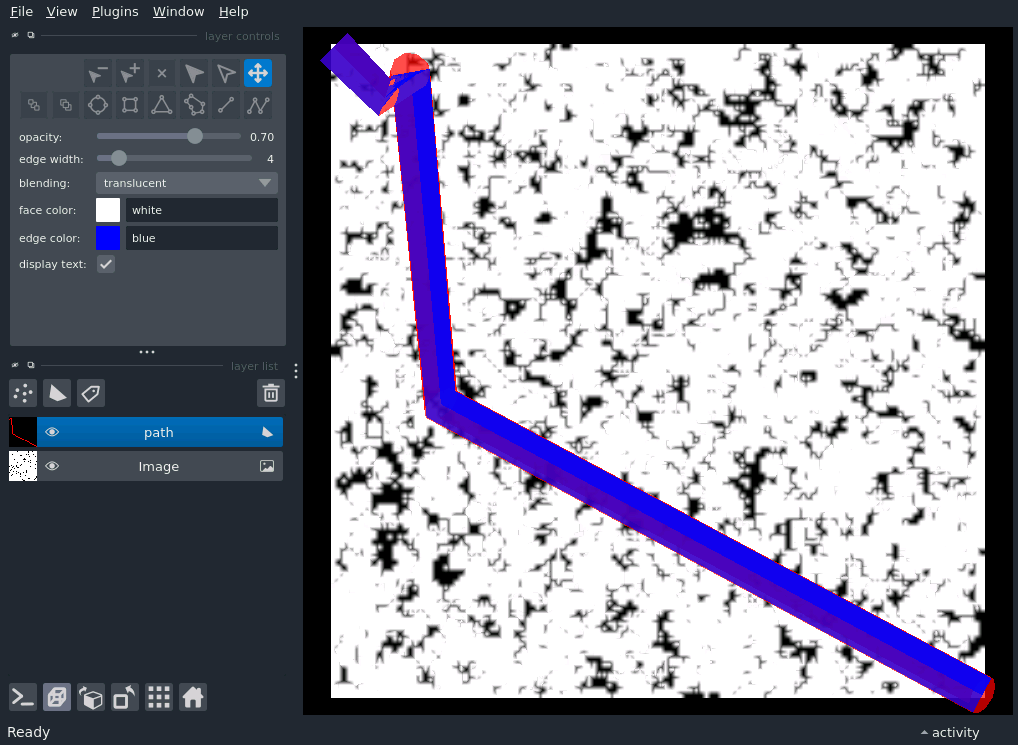 File View Plugins Window Help
layer controls
opacity: 0.70
edge width: 4
blending: translucent
face color: white
edge color: blue
display text:
layer list
path
Image
Ready activity